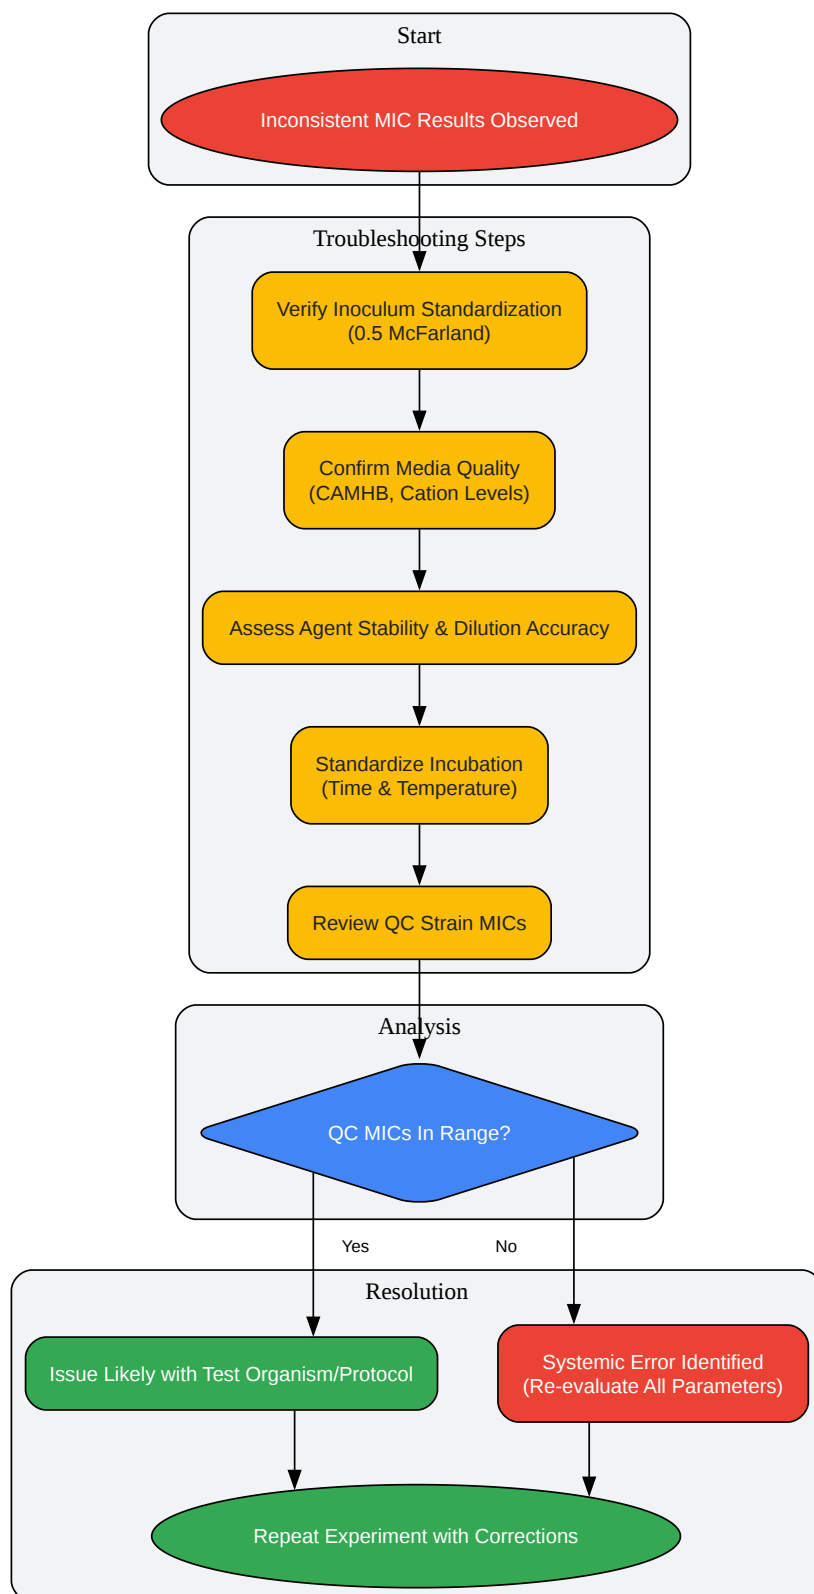 Start
Inconsistent MIC Results Observed
Troubleshooting Steps
Verify Inoculum Standardization
(0.5 McFarland)
Confirm Media Quality
(CAMHB, Cation Levels)
Assess Agent Stability & Dilution Accuracy
Standardize Incubation
(Time & Temperature)
Review QC Strain MICs
Analysis
QC MICs In Range?
Yes
No
Resolution
Issue Likely with Test Organism/Protocol
Systemic Error Identified
(Re-evaluate All Parameters)
Repeat Experiment with Corrections